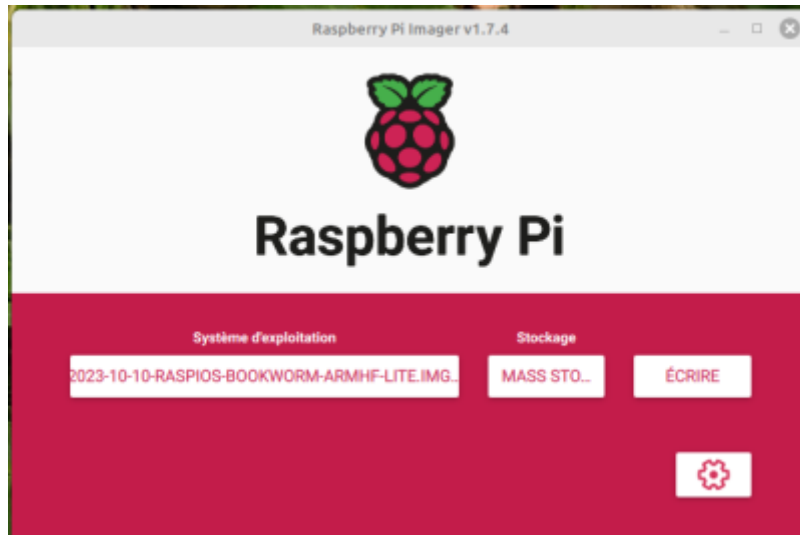 Raspberry Pi Imager v1.7.4
Raspberry Pi
Système d'exploitation
Stockage
2023-10-10-RASPIOS-BOOKWORM-ARMHF-LITE.IMG...
MASS STO...
ÉCRIRE